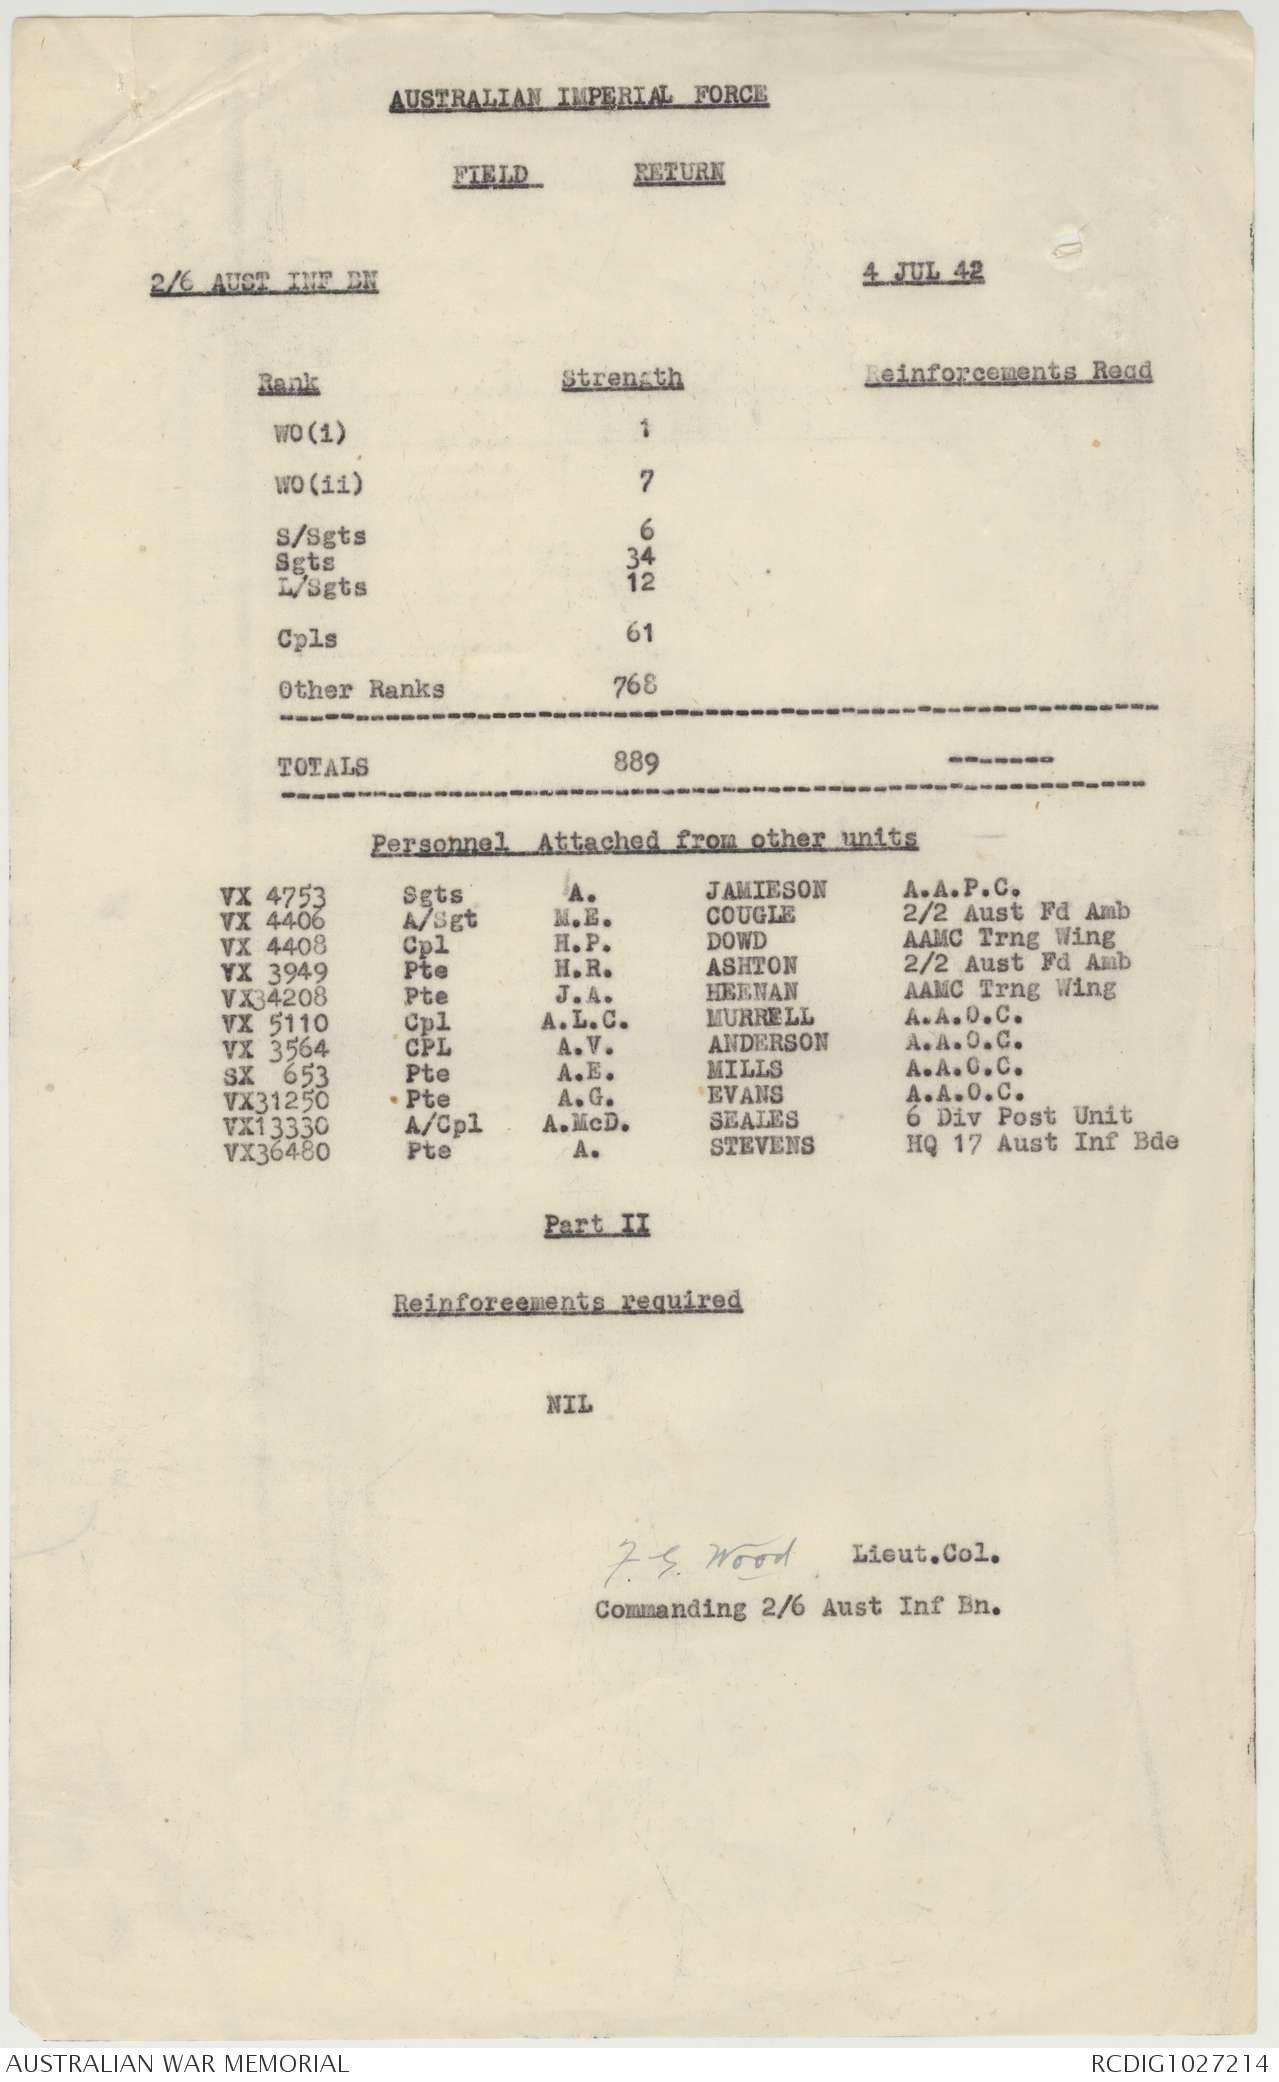 AUSTRALIAN IMPERIAL FORCE
FIELD RETURN
2/6 AUST INF BN 4 JUL 42
Rank Strength Reinforcements Reqd
WO(i) 1
WO(ii) 7
S/Sgts 6
Sgts 34
L/Sgts 12
Cpls 61
Other Ranks 768
TOTALS 889 -------
Personnel Attached from other units
VX 4753 Sgts A. JAMIESON A.A.P.C.
VX 4406 A/Sgt M.E. COUGLE 2/2 Aust Fd Amb
VX 4408 Cpl H.P. DOWD AAMC Trng Wing
VX 3949 Pte H.R. ASHTON 2/2 Aust Fd Amb
VX34208 Pte J.A. HEENAN AAMC Trng Wing
VX 5110 Cpl A.L.C. MURRELL A.A.O.C.
VX 3564 CPL A.V. ANDERSON A.A.O.C.
SX 653 Pte A.E. MILLS A.A.O.C.
VX31250 Pte A.G. EVANS A.A.O.C.
VX13330 A/Cpl A.McD. SEALES 6 Div Post Unit
VX36480 Pte A. STEVENS HQ 17 Aust Inf Bde
Part II
Reinforeements required
NIL
F. G. Wood Lieut.Col.
Commanding 2/6 Aust Inf Bn.
AUSTRALIAN WAR MEMORIAL RCDIG1027214